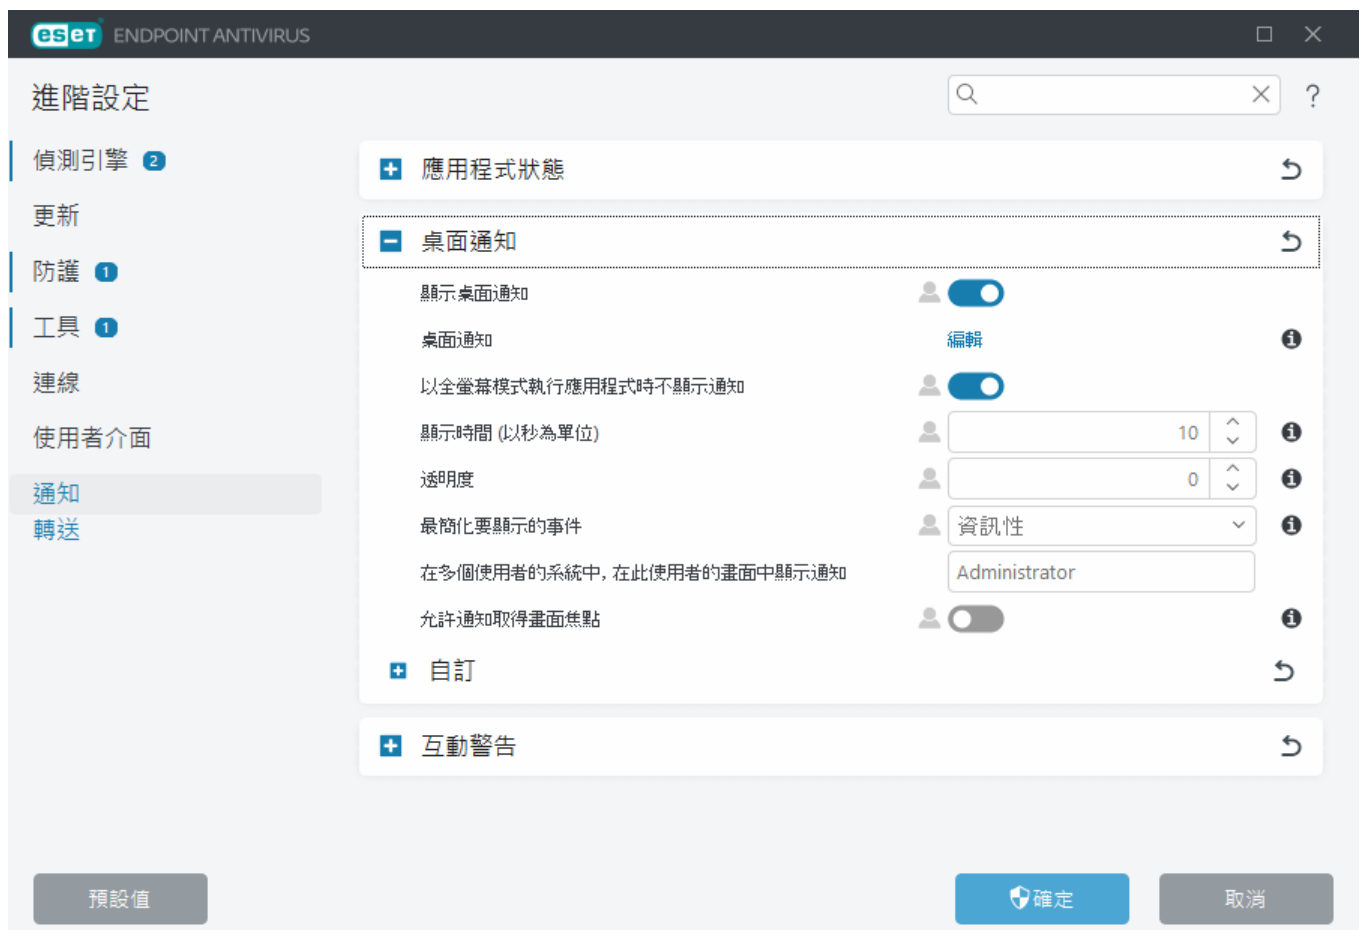 eset ENDPOINT ANTIVIRUS
進階設定
?
偵測引擎 2
更新
防護 1
工具 1
連線
使用者介面
通知
轉送
應用程式狀態
桌面通知
顯示桌面通知
桌面通知 編輯
以全螢幕模式執行應用程式時不顯示通知
顯示時間 (以秒為單位) 10
透明度 0
最簡化要顯示的事件 資訊性
在多個使用者的系統中, 在此使用者的畫面中顯示通知 Administrator
允許通知取得畫面焦點
自訂
互動警告
預設值 確定 取消